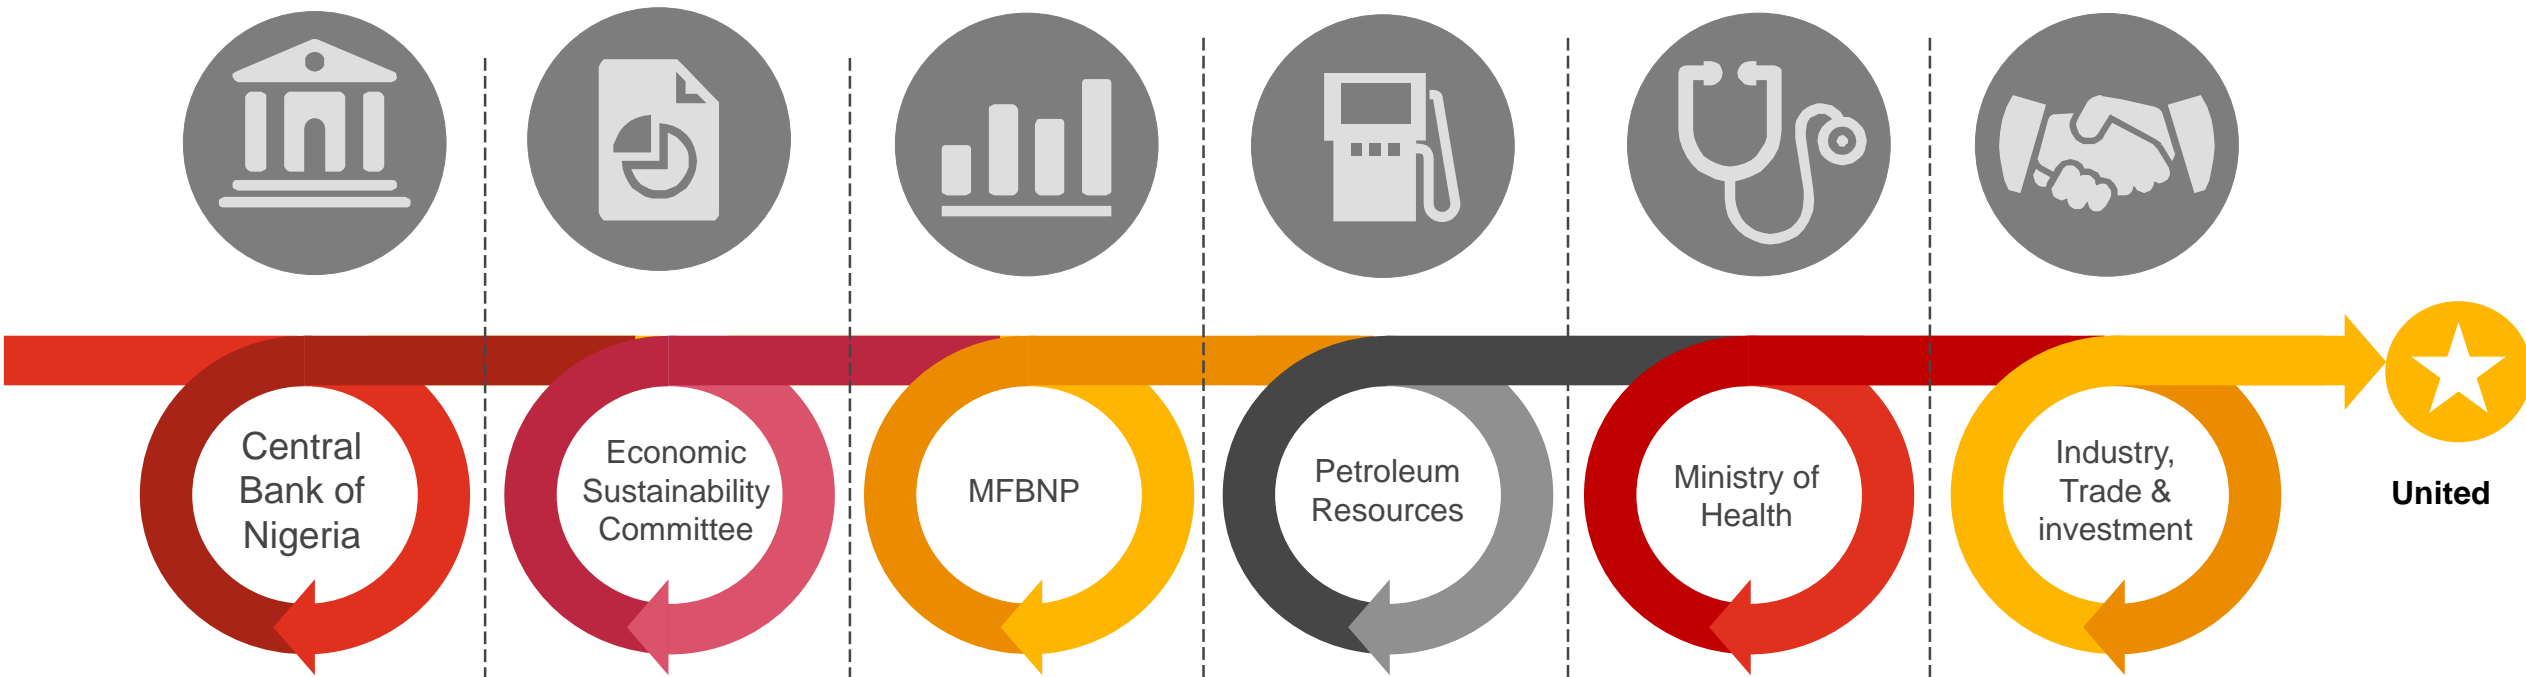 Central
Bank of
Nigeria
Economic
Sustainability
Committee
MFBNP
Petroleum
Resources
Ministry of
Health
Industry,
Trade &
investment
United